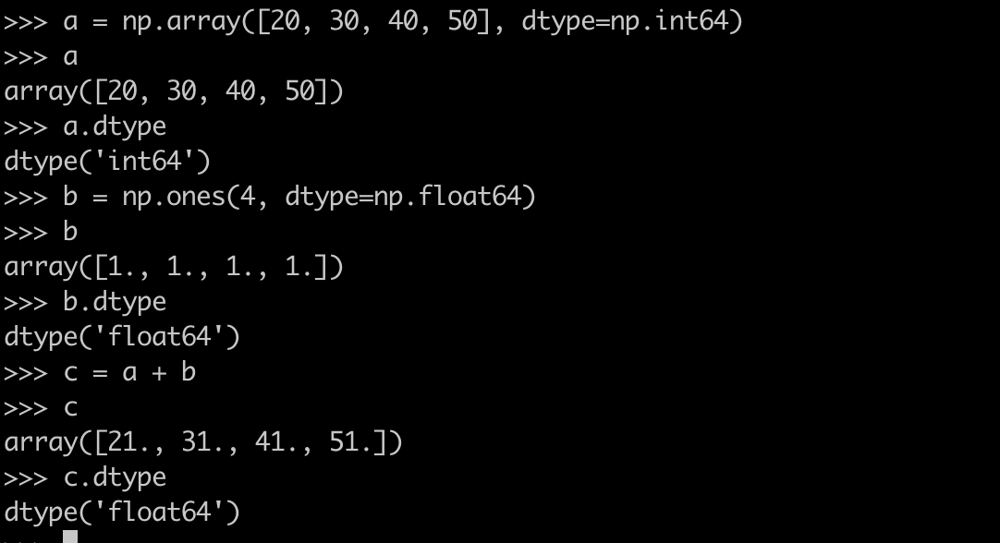 >>> a = np.array([20, 30, 40, 50], dtype=np.int64)
>>> a
array([20, 30, 40, 50])
>>> a.dtype
dtype('int64')
>>> b = np.ones(4, dtype=np.float64)
>>> b
array([1., 1., 1., 1.])
>>> b.dtype
dtype('float64')
>>> c = a + b
>>> c
array([21., 31., 41., 51.])
>>> c.dtype
dtype('float64')
>>>